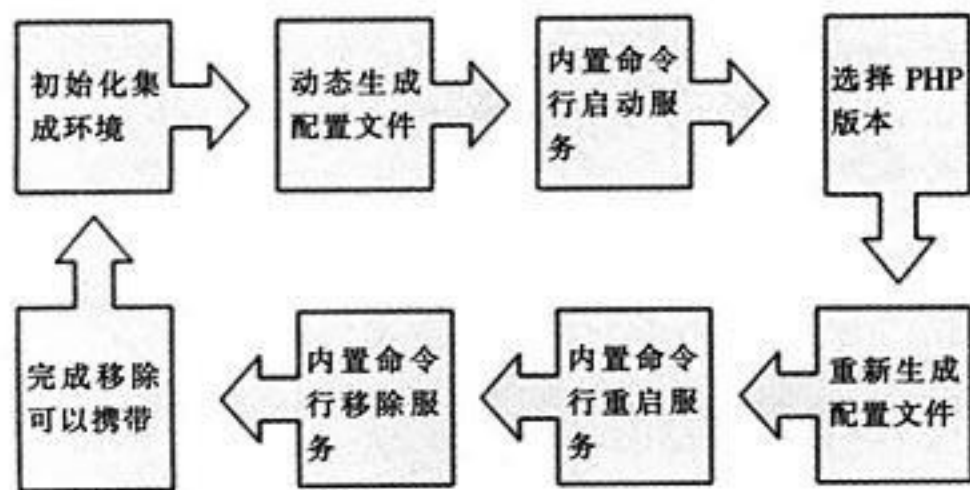 初始化集
成环境
动态生成
配置文件
内置命令
行启动服
务
选择 PHP
版本
重新生成
配置文件
内置命令
行重启服
务
内置命令
行移除服
务
完成移除
可以携带